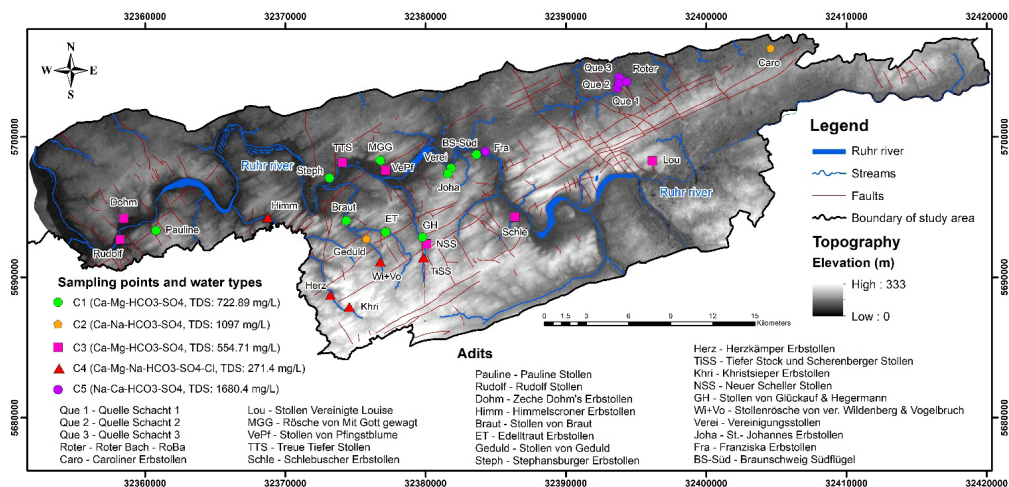 32360000 32370000 32380000 32390000 32400000 32410000 32420000
N
W E
S
5700000
5690000
5680000
Caro
Que 3
Roter
Que 2
Que 1
BS-Süd
Fra
Verei
Joha
MGG
TTS
VePf
Steph
Ruhr river
Lou
Ruhr river
Dohm
Pauline
Rudolf
Himm
Braut
ET
GH
NSS
Geduld
Wi+Vo
TiSS
Schle
Herz
Khri
Legend
Ruhr river
Streams
Faults
Boundary of study area
Topography
Elevation (m)
High : 333
Low : 0
0 1.5 3 6 9 12 15
Kilometers
Sampling points and water types
C1 (Ca-Mg-HCO3-SO4, TDS: 722.89 mg/L)
C2 (Ca-Na-HCO3-SO4, TDS: 1097 mg/L)
C3 (Ca-Mg-HCO3-SO4, TDS: 554.71 mg/L)
C4 (Ca-Mg-Na-HCO3-SO4-Cl, TDS: 271.4 mg/L)
C5 (Na-Ca-HCO3-SO4, TDS: 1680.4 mg/L)
Adits
Que 1 - Quelle Schacht 1
Que 2 - Quelle Schacht 2
Que 3 - Quelle Schacht 3
Roter - Roter Bach - RoBa
Caro - Caroliner Erbstollen
Lou - Stollen Vereinigte Louise
MGG - Rösche von Mit Gott gewagt
VePf - Stollen von Pfingstblume
TTS - Treue Tiefer Stollen
Schle - Schlebuscher Erbstollen
Pauline - Pauline Stollen
Rudolf - Rudolf Stollen
Dohm - Zeche Dohm's Erbstollen
Himm - Himmelscroner Erbstollen
Braut - Stollen von Braut
ET - Edelltraut Erbstollen
Geduld - Stollen von Geduld
Steph - Stephansburger Erbstollen
Herz - Herzkämper Erbstollen
TiSS - Tiefer Stock und Scherenberger Stollen
Khri - Khristsieper Erbstollen
NSS - Neuer Scheller Stollen
GH - Stollen von Glückauf & Hegermann
Wi+Vo - Stollenrösche von ver. Wildenberg & Vogelbruch
Verei - Vereinigungsstollen
Joha - St.- Johannes Erbstollen
Fra - Franziska Erbstollen
BS-Süd - Braunschweig Südflügel
32360000 32370000 32380000 32390000 32400000 32410000 32420000
5700000
5690000
5680000